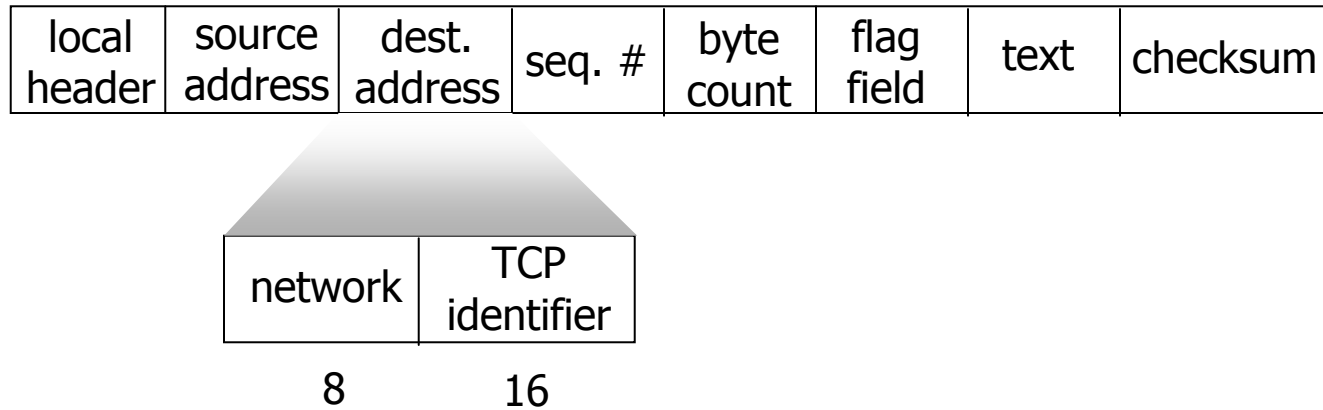 local header
source address
dest. address
seq. #
byte count
flag field
text
checksum
network
TCP identifier
8
16